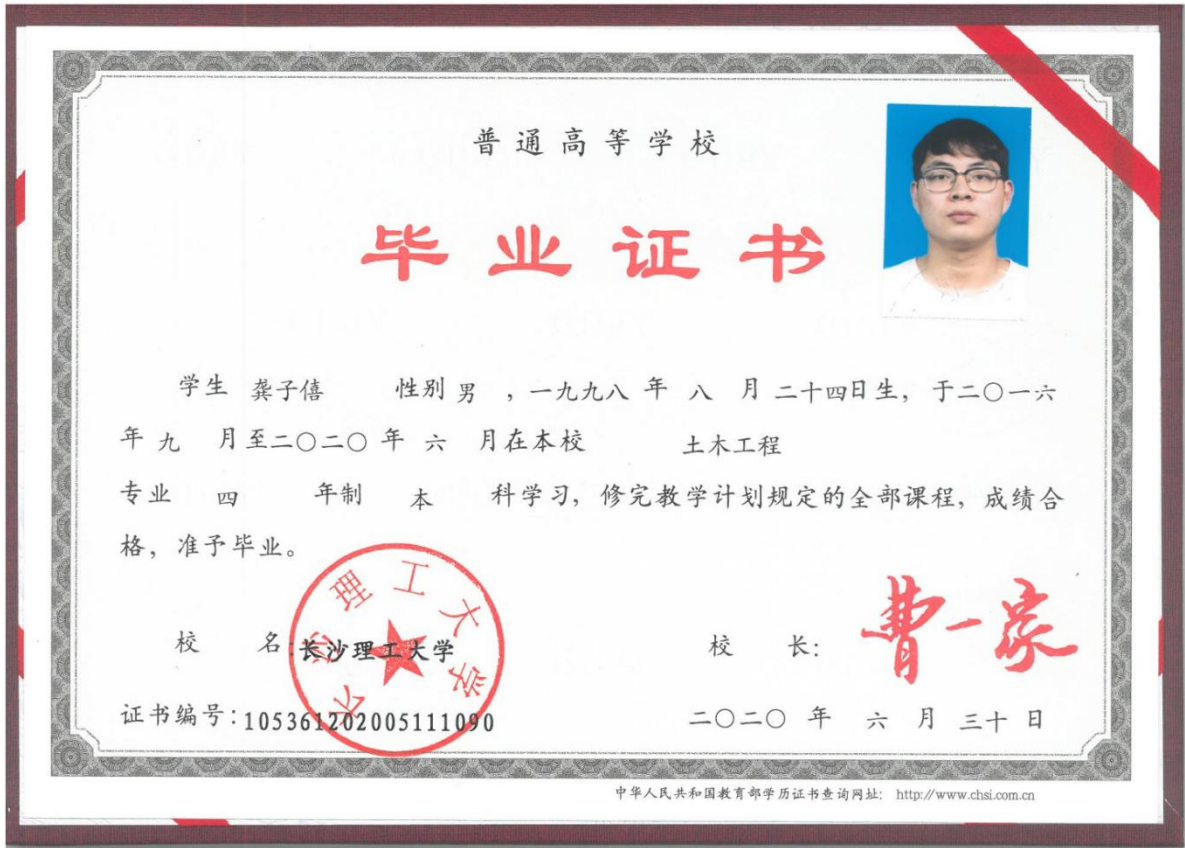 普通高等学校
毕业证书
学生 龚子僖 性别 男 ，一九九八 年 八 月 二十四日生，于二〇一六
年 九 月至二〇二〇 年 六 月在本校 土木工程
专业 四 年制 本 科学习，修完教学计划规定的全部课程，成绩合
格，准予毕业。
长沙理工大学
校 名：长沙理工大学
校 长：曹一家
证书编号：105361202005111090
二〇二〇 年 六 月 三十 日
中华人民共和国教育部学历证书查询网址： http://www.chsi.com.cn